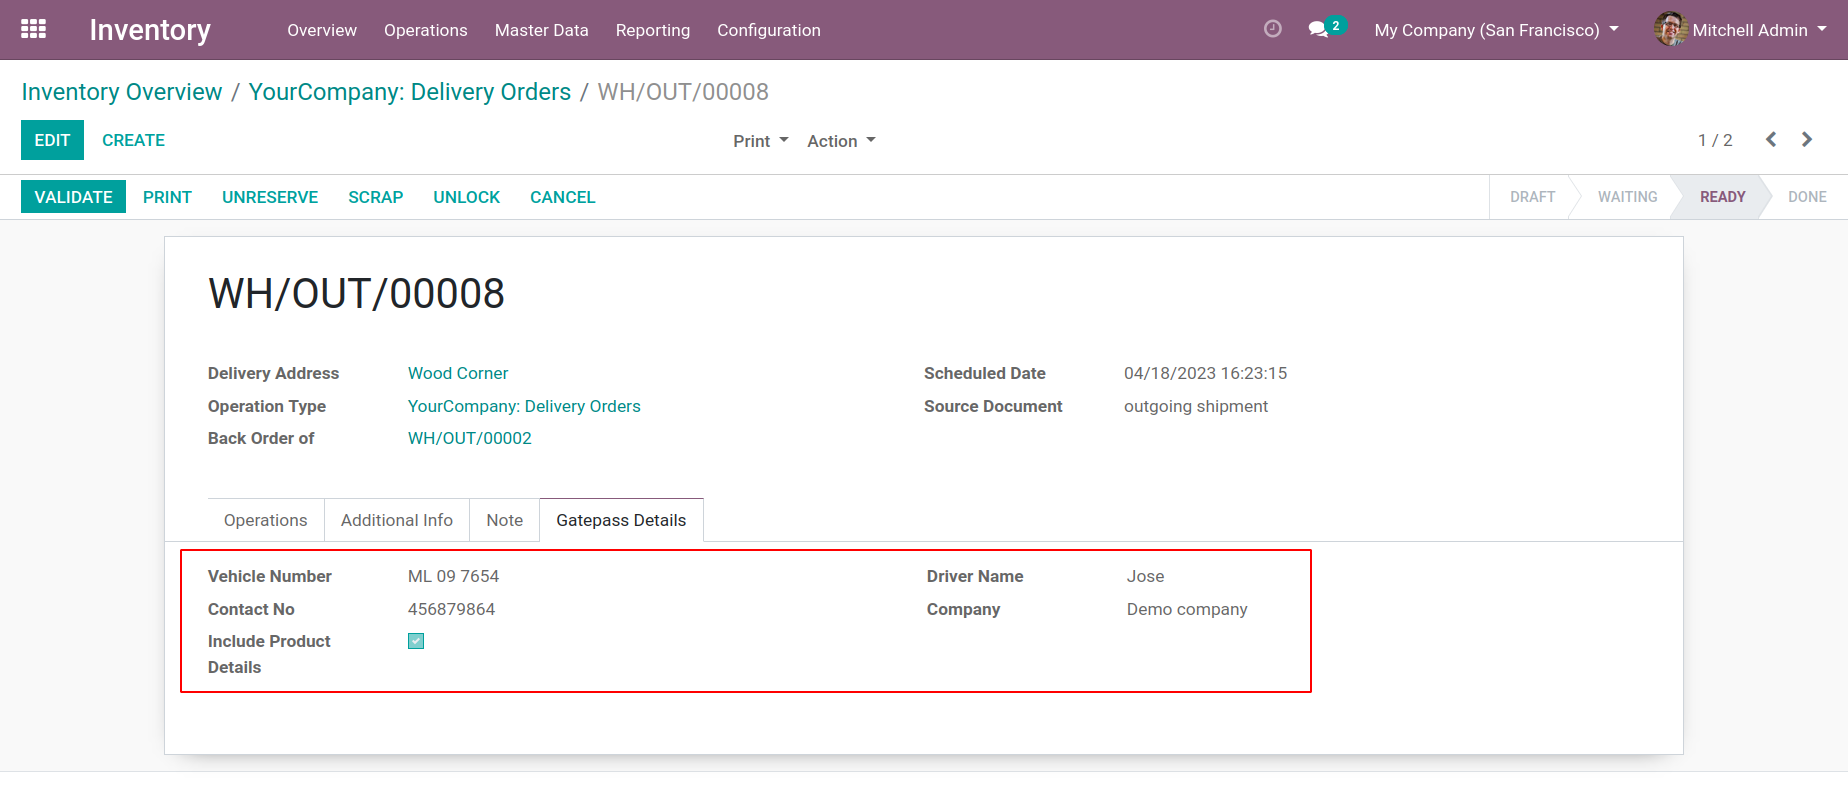 Inventory Overview Operations Master Data Reporting Configuration 2 My Company (San Francisco) Mitchell Admin
Inventory Overview / YourCompany: Delivery Orders / WH/OUT/00008
EDIT CREATE Print Action 1 / 2
VALIDATE PRINT UNRESERVE SCRAP UNLOCK CANCEL DRAFT WAITING READY DONE
WH/OUT/00008
Delivery Address Wood Corner Scheduled Date 04/18/2023 16:23:15
Operation Type YourCompany: Delivery Orders Source Document outgoing shipment
Back Order of WH/OUT/00002
Operations Additional Info Note Gatepass Details
Vehicle Number ML 09 7654 Driver Name Jose
Contact No 456879864 Company Demo company
Include Product
Details